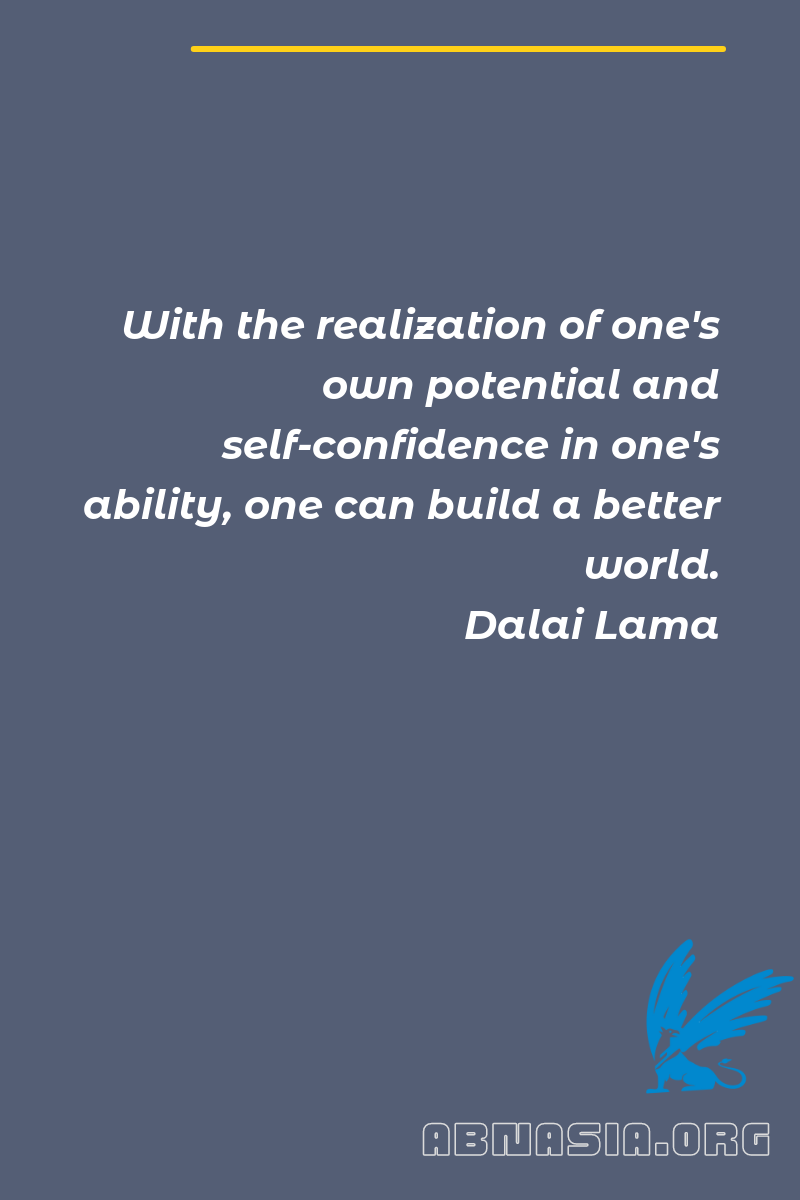 With the realization of one's
own potential and
self-confidence in one's
ability, one can build a better
world.
Dalai Lama
ABNASIA.ORG